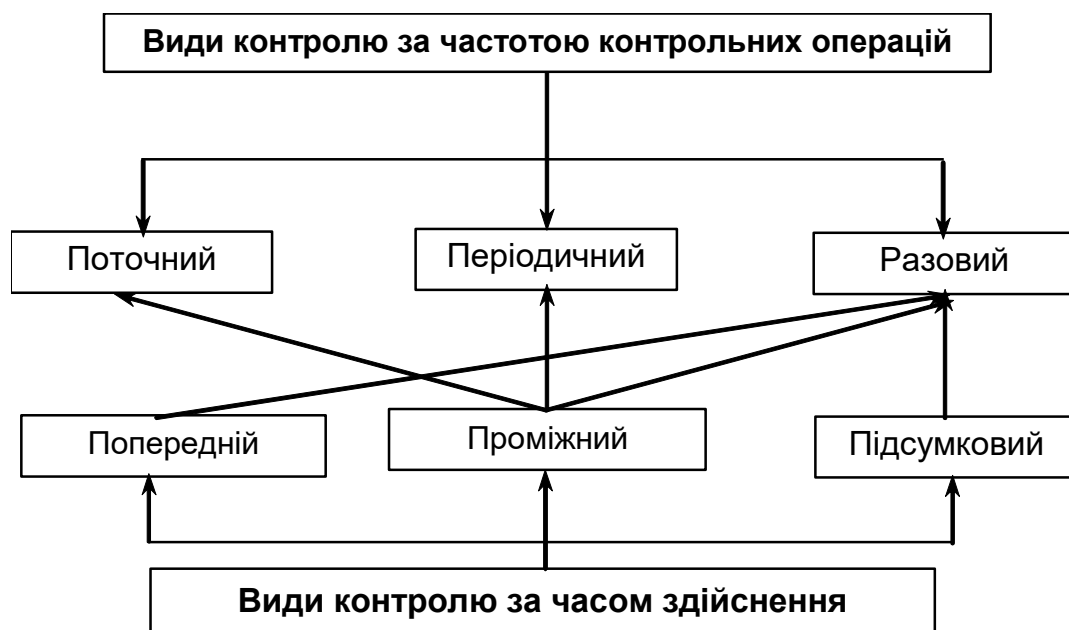 Види контролю за частотою контрольних операцій
Поточний
Періодичний
Разовий
Попередній
Проміжний
Підсумковий
Види контролю за часом здійснення